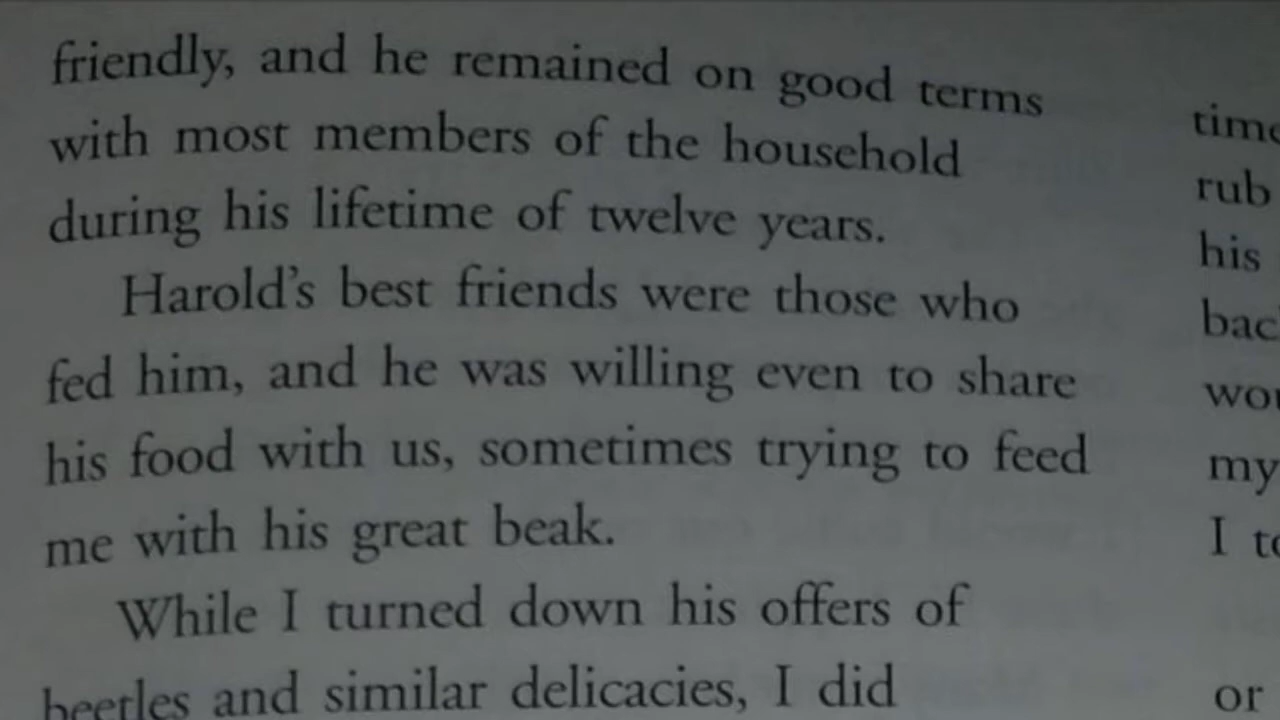 friendly, and he remained on good terms
with most members of the household
during his lifetime of twelve years.
Harold's best friends were those who
fed him, and he was willing even to share
his food with us, sometimes trying to feed
me with his great beak.
While I turned down his offers of
beetles and similar delicacies, I did
rub
his
my
I
or